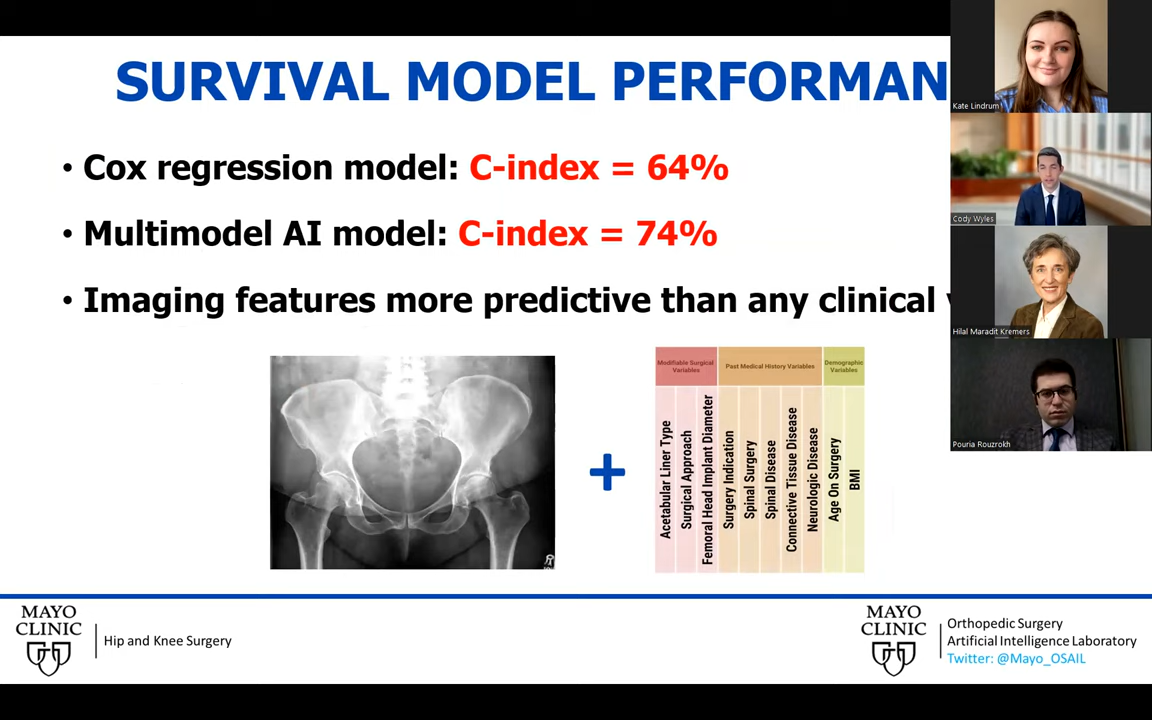 SURVIVAL MODEL PERFORMAN
• Cox regression model: C-index = 64%
• Multimodel AI model: C-index = 74%
• Imaging features more predictive than any clinical
Modifiable Surgical
Variables
Past Medical History Variables
Demographic
Variables
Acetabular Liner Type
Surgical Approach
Femoral Head Implant Diameter
Surgery Indication
Spinal Surgery
Spinal Disease
Connective Tissue Disease
Neurologic Disease
Age On Surgery
BMI
+
R
MAYO
CLINIC
Hip and Knee Surgery
MAYO
CLINIC
Orthopedic Surgery
Artificial Intelligence Laboratory
Twitter: @Mayo_OSAIL
Kate Lindrum
Cody Wyles
Hilal Maradit Kremers
Pouria Rouzrokh